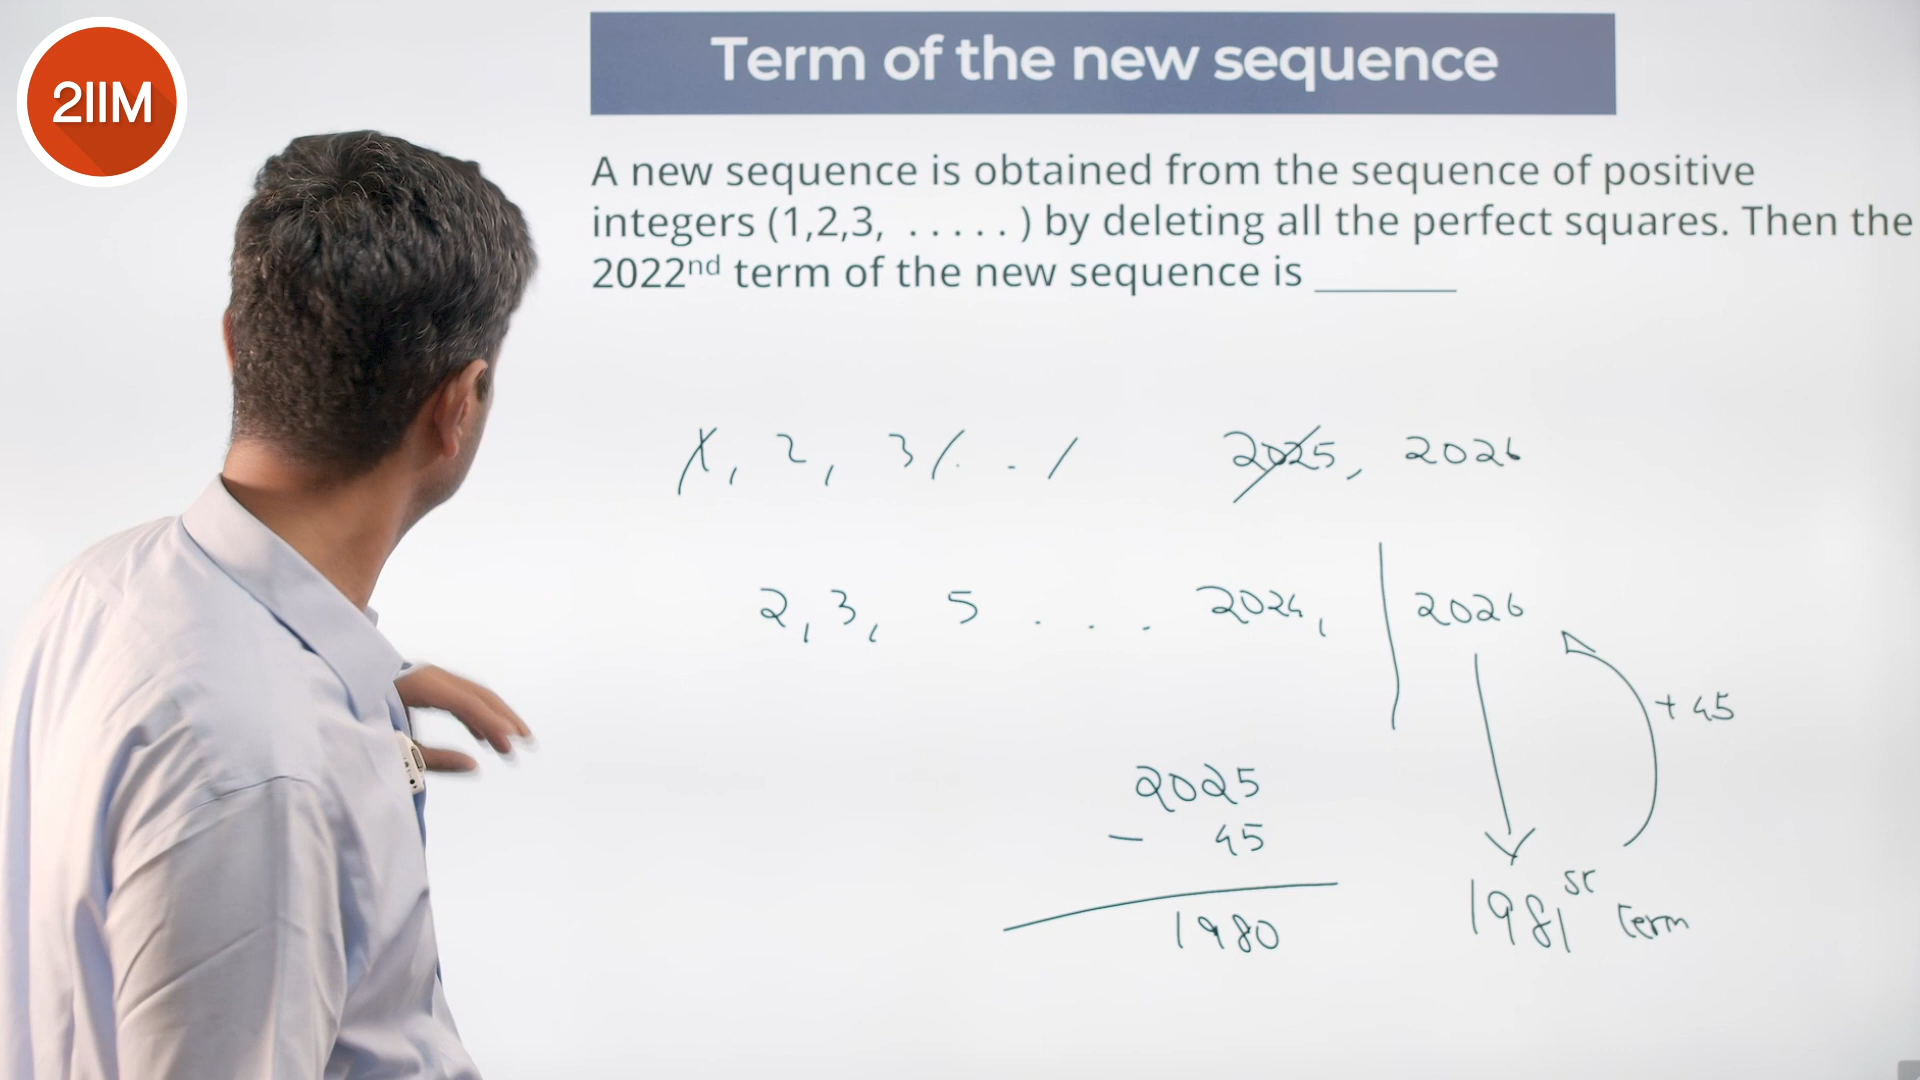 2IIM
Term of the new sequence
A new sequence is obtained from the sequence of positive
integers (1,2,3, ..... ) by deleting all the perfect squares. Then the
2022nd term of the new sequence is ______
1, 2, 3, . . , 2025, 2026
2, 3, 5 . . . 2024, | 2026
+ 45
2025
- 45
1980
1981st term